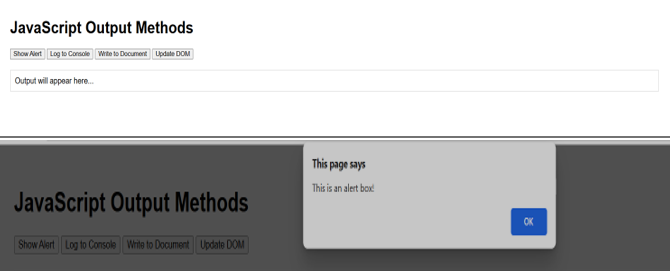 JavaScript Output Methods
Show Alert Log to Console Write to Document Update DOM
Output will appear here...
This page says
This is an alert box!
OK
JavaScript Output Methods
Show Alert Log to Console Write to Document Update DOM